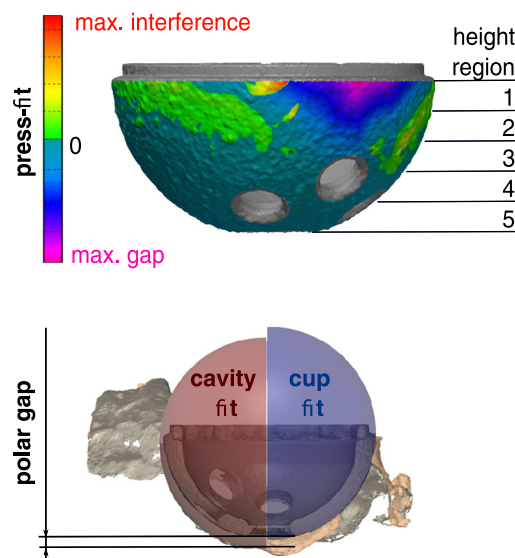 max. interference
height
region
press-fit
0
1
2
3
4
5
max. gap
cavity
fit
cup
fit
polar gap